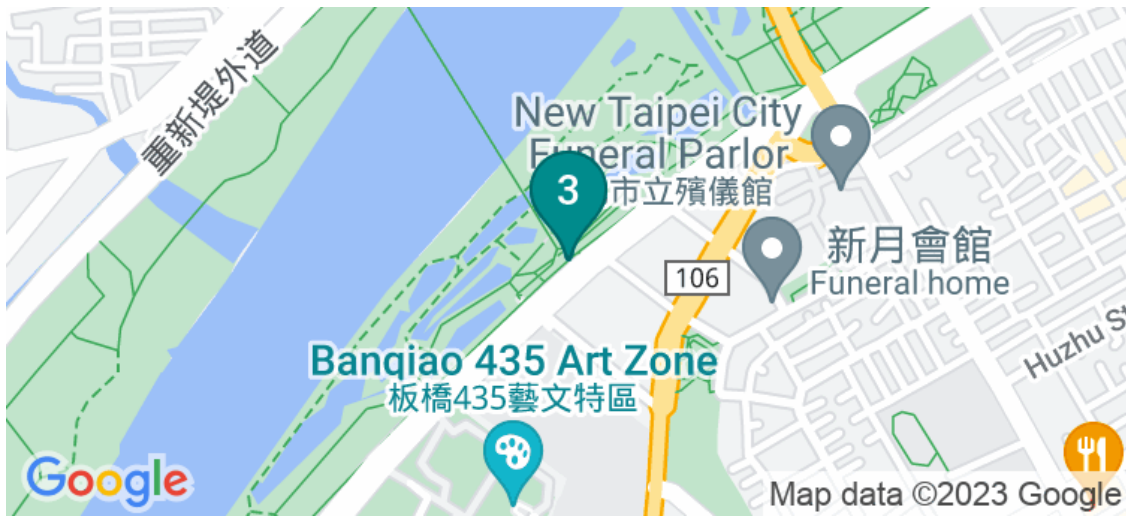 重新堤外道
New Taipei City
Funeral Parlor
市立殯儀館
3
新月會館
Funeral home
106
Huzhu St
Banqiao 435 Art Zone
板橋435藝文特區
Google
Map data ©2023 Google